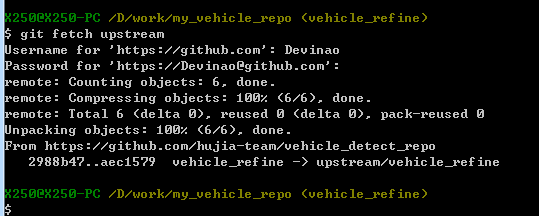 X250@X250-PC /D/work/my_vehicle_repo (vehicle_refine)
$ git fetch upstream
Username for 'https://github.com': Devinao
Password for 'https://Devinao@github.com':
remote: Counting objects: 6, done.
remote: Compressing objects: 100% (6/6), done.
remote: Total 6 (delta 0), reused 0 (delta 0), pack-reused 0
Unpacking objects: 100% (6/6), done.
From https://github.com/hujia-team/vehicle_detect_repo
   2988b47..aec1579  vehicle_refine -> upstream/vehicle_refine
X250@X250-PC /D/work/my_vehicle_repo (vehicle_refine)
$